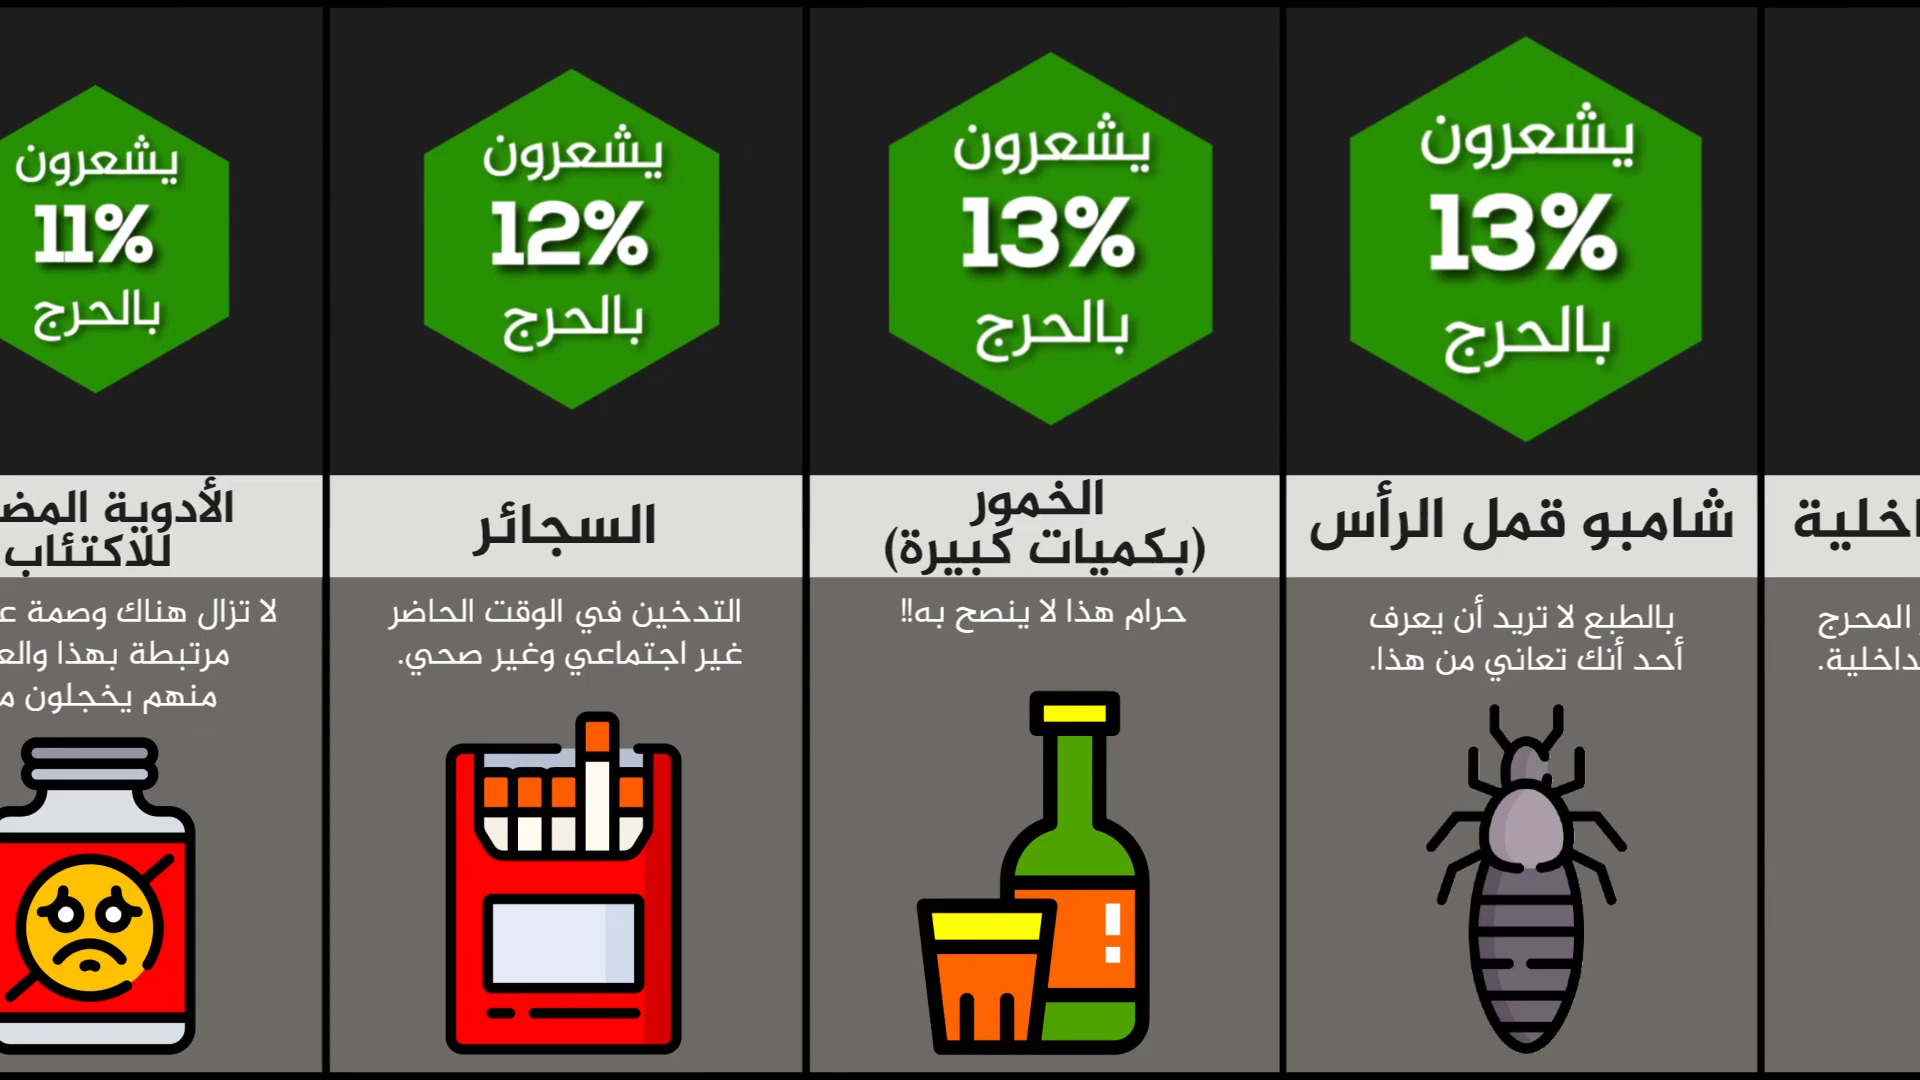 يشعرون
11%
بالحرج
الأدوية
للاكتئاب
لا تزال هناك وصمة
مرتبطة بهذا
منهم يخجلون
يشعرون
12%
بالحرج
السجائر
التدخين في الوقت الحاضر
غير اجتماعي وغير صحي.
يشعرون
13%
بالحرج
الخمور
(بكميات كبيرة)
حرام هذا لا ينصح به!!
يشعرون
13%
بالحرج
شامبو قمل الرأس
بالطبع لا تريد أن يعرف
أحد أنك تعاني من هذا.
المحرج